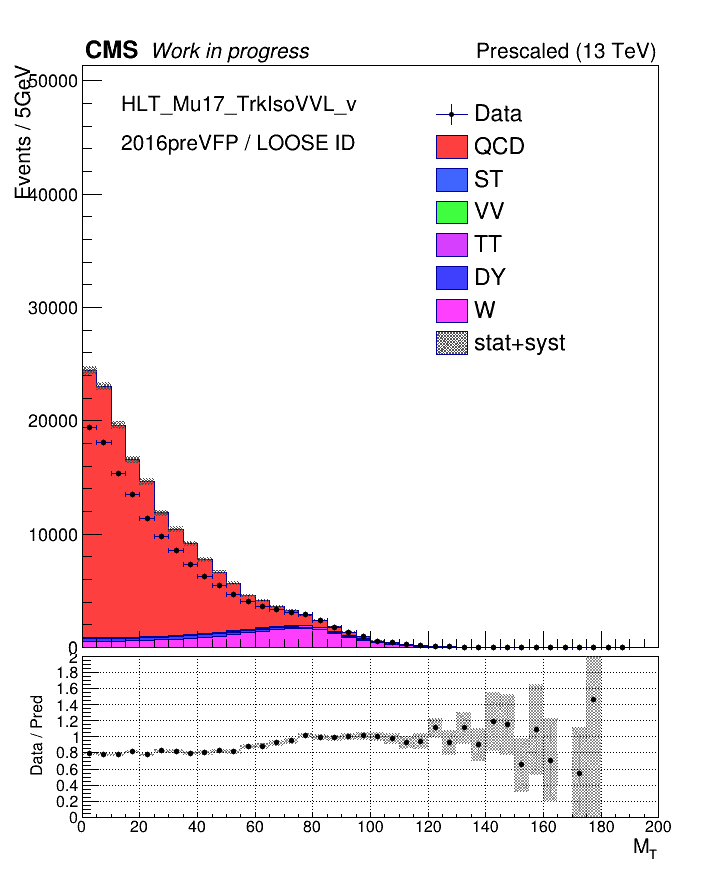 CMS Work in progress Prescaled (13 TeV)
Events / 5GeV
50000
40000
30000
20000
10000
0
HLT_Mu17_TrkIsoVVL_v
2016preVFP / LOOSE ID
Data
QCD
ST
VV
TT
DY
W
stat+syst
Data / Pred
2
1.8
1.6
1.4
1.2
1
0.8
0.6
0.4
0.2
0
0 20 40 60 80 100 120 140 160 180 200
M_T